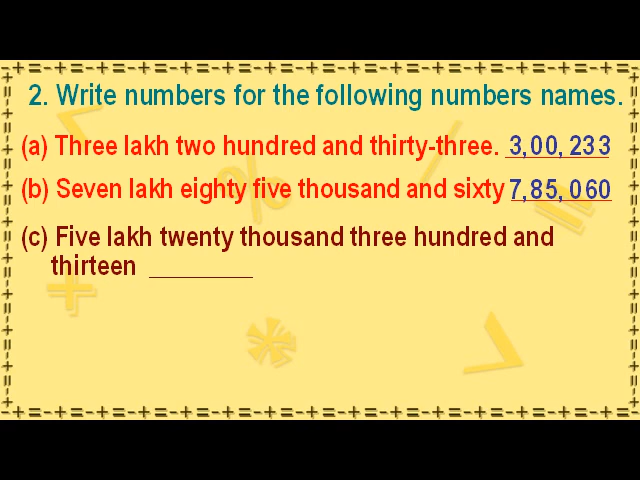 2. Write numbers for the following numbers names.
(a) Three lakh two hundred and thirty-three. 3,00, 233
(b) Seven lakh eighty five thousand and sixty 7,85, 060
(c) Five lakh twenty thousand three hundred and
thirteen ________